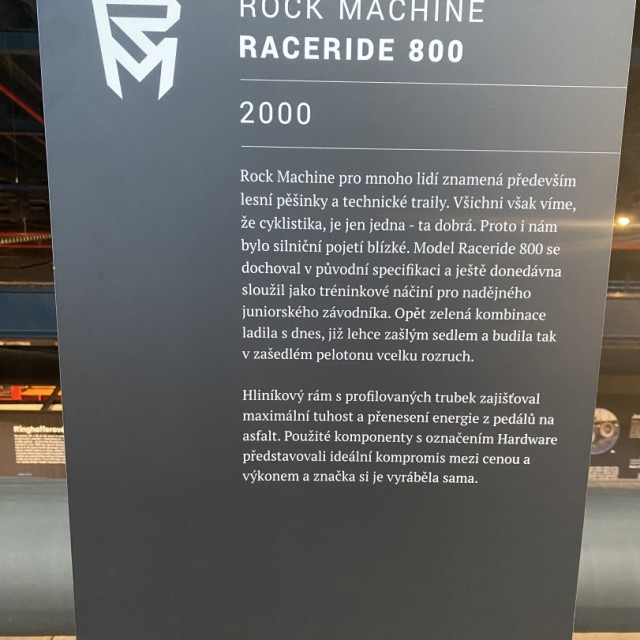 RM
ROCK MACHINE
RACERIDE 800
2000
Rock Machine pro mnoho lidí znamená především
lesní pěšinky a technické traily. Všichni však víme,
že cyklistika, je jen jedna - ta dobrá. Proto i nám
bylo silniční pojetí blízké. Model Raceride 800 se
dochoval v původní specifikaci a ještě donedávna
sloužil jako tréninkové náčiní pro nadějného
juniorského závodníka. Opět zelená kombinace
ladila s dnes, již lehce zašlým sedlem a budila tak
v zašedlém pelotonu vcelku rozruch.
Hliníkový rám s profilovaných trubek zajišťoval
maximální tuhost a přenesení energie z pedálů na
asfalt. Použité komponenty s označením Hardware
představovali ideální kompromis mezi cenou a
výkonem a značka si je vyráběla sama.